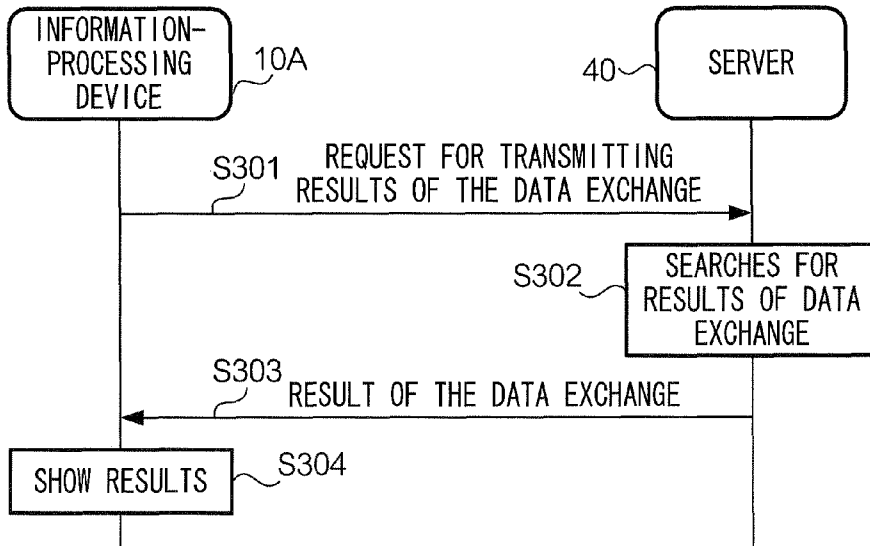 INFORMATION-
PROCESSING
DEVICE
10A
40
SERVER
S301
REQUEST FOR TRANSMITTING
RESULTS OF THE DATA EXCHANGE
S302
SEARCHES FOR
RESULTS OF DATA
EXCHANGE
S303
RESULT OF THE DATA EXCHANGE
SHOW RESULTS
S304